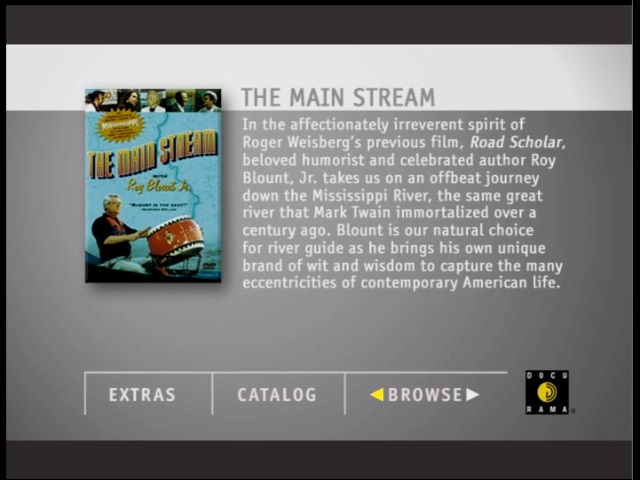 THE MAIN STREAM
In the affectionately irreverent spirit of
Roger Weisberg's previous film, Road Scholar,
beloved humorist and celebrated author Roy
Blount, Jr. takes us on an offbeat journey
down the Mississippi River, the same great
river that Mark Twain immortalized over a
century ago. Blount is our natural choice
for river guide as he brings his own unique
brand of wit and wisdom to capture the many
eccentricities of contemporary American life.
THE MAIN STREAM
WITH
Roy Blount Jr.
"BLOUNT IS THE BEST!"
DVD
EXTRAS
CATALOG
BROWSE
DOCU
RAMA